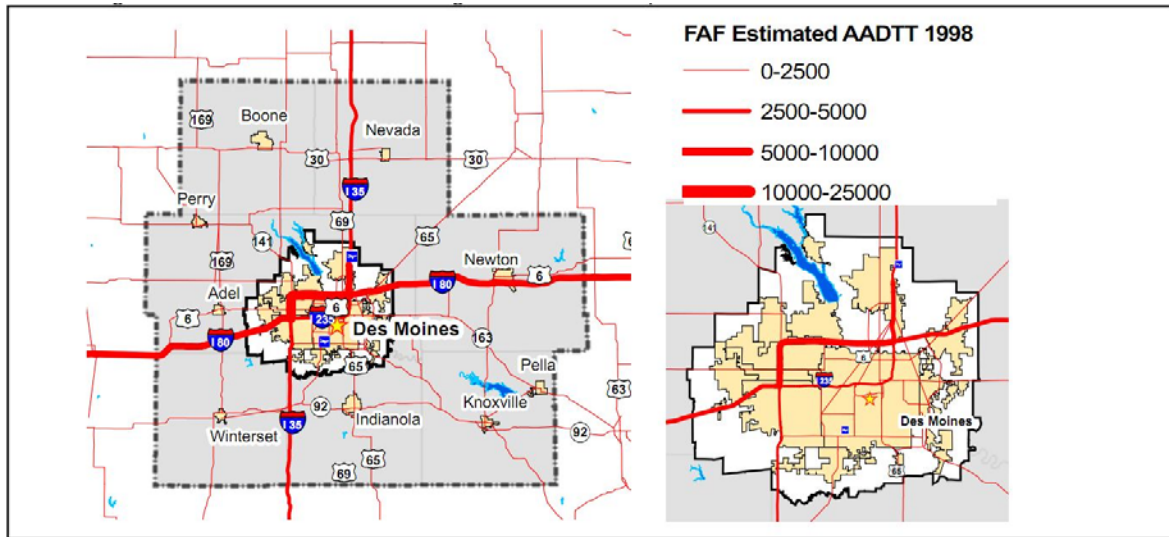 FAF Estimated AADTT 1998
0-2500
2500-5000
5000-10000
10000-25000
169
Boone
Nevada
30
30
I 35
Perry
69
141
65
169
Newton
6
I 80
Adel
6
6
235
Des Moines
I 80
163
65
Pella
63
Knoxville
92
Indianola
92
Winterset
I 35
65
69
141
6
235
Des Moines
65